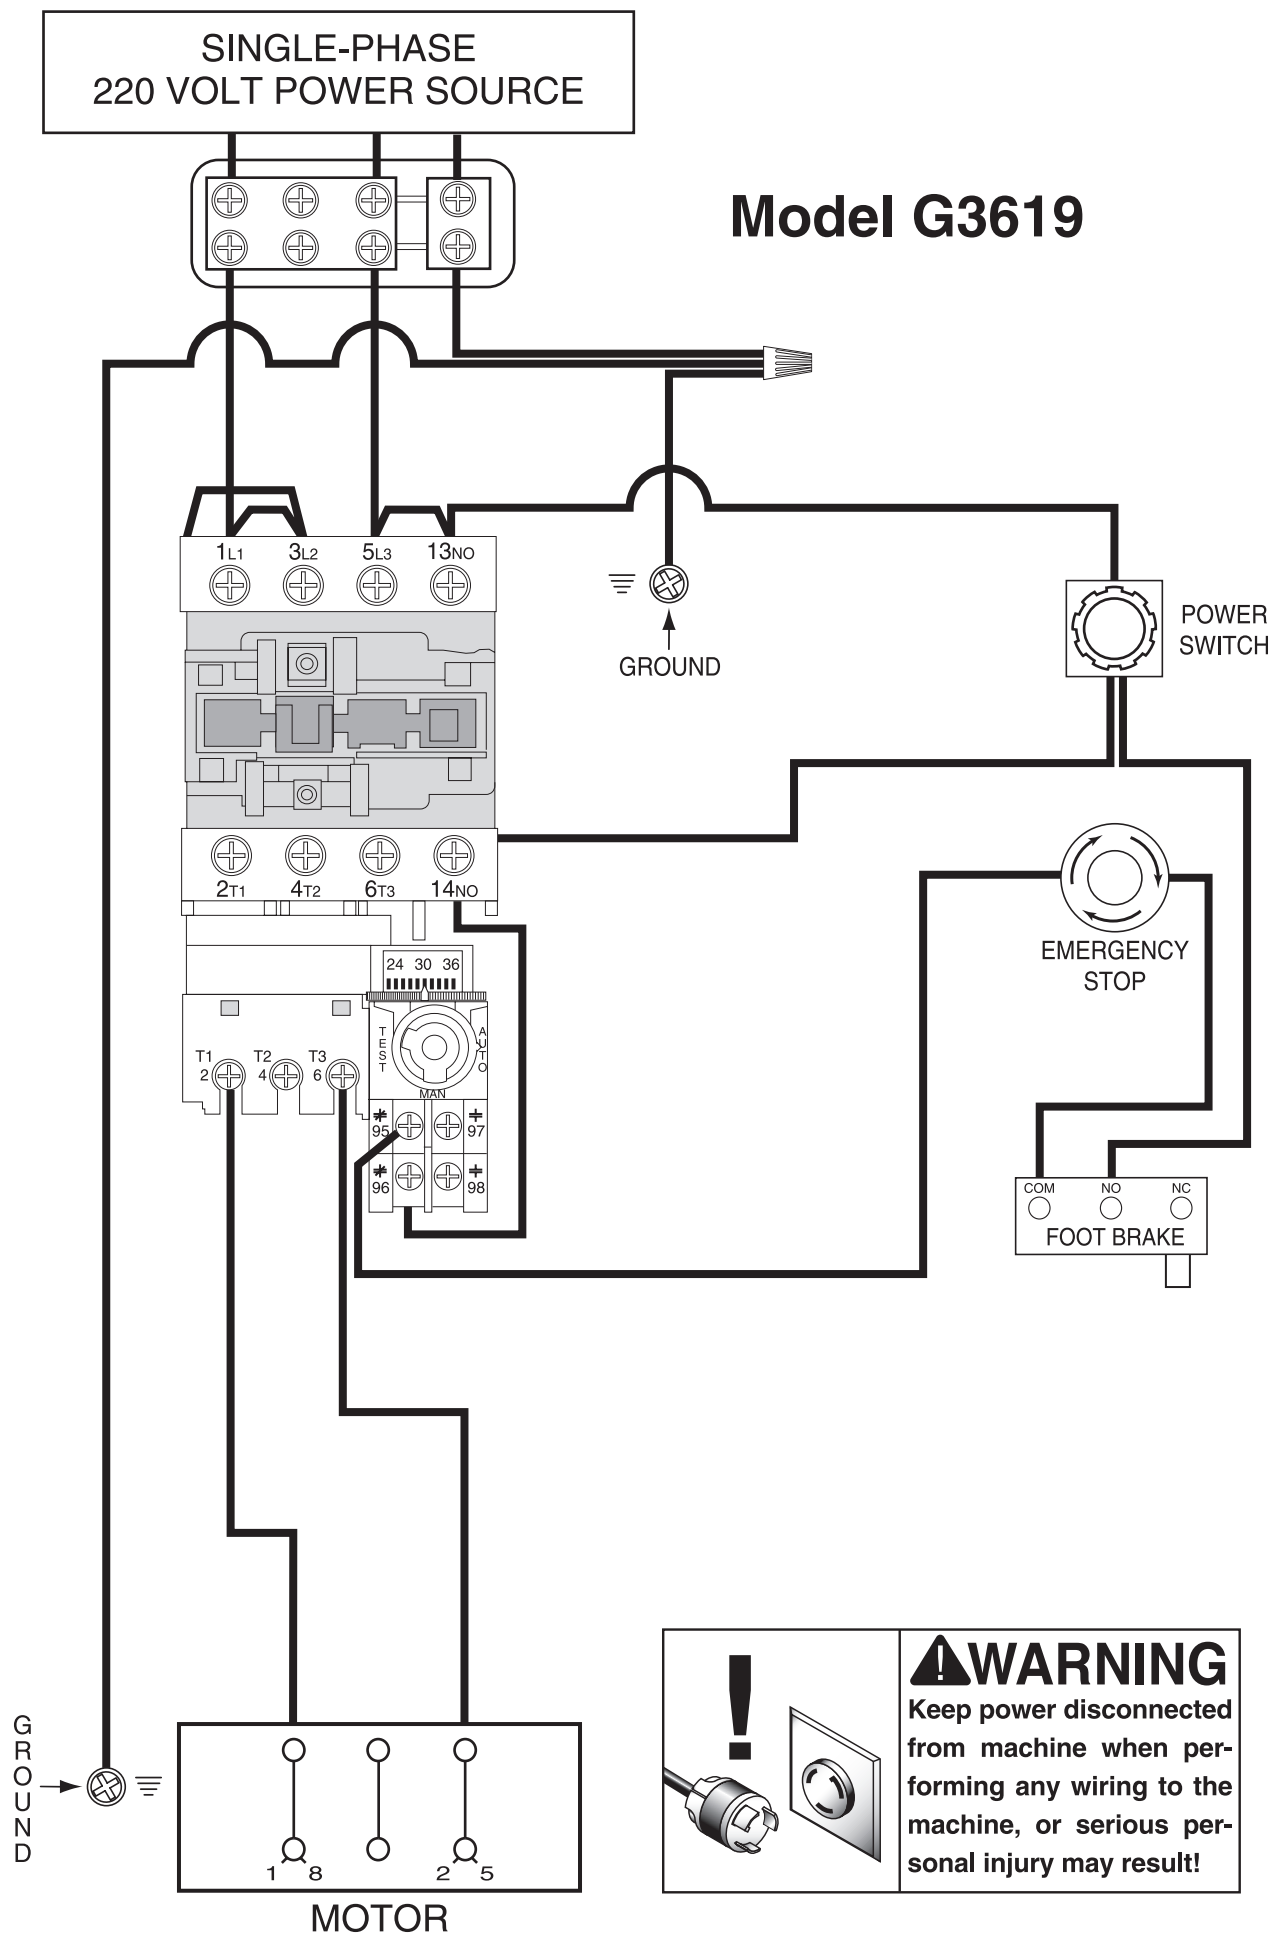 SINGLE-PHASE
220 VOLT POWER SOURCE
Model G3619
1L1 3L2 5L3 13NO
GROUND
POWER
SWITCH
2T1 4T2 6T3 14NO
EMERGENCY
STOP
24 30 36
TEST
AUTO
MAN
T1 T2 T3
2 4 6
95 97
96 98
COM NO NC
FOOT BRAKE
GROUND
1 8 2 5
MOTOR
! WARNING
Keep power disconnected
from machine when per-
forming any wiring to the
machine, or serious per-
sonal injury may result!
!